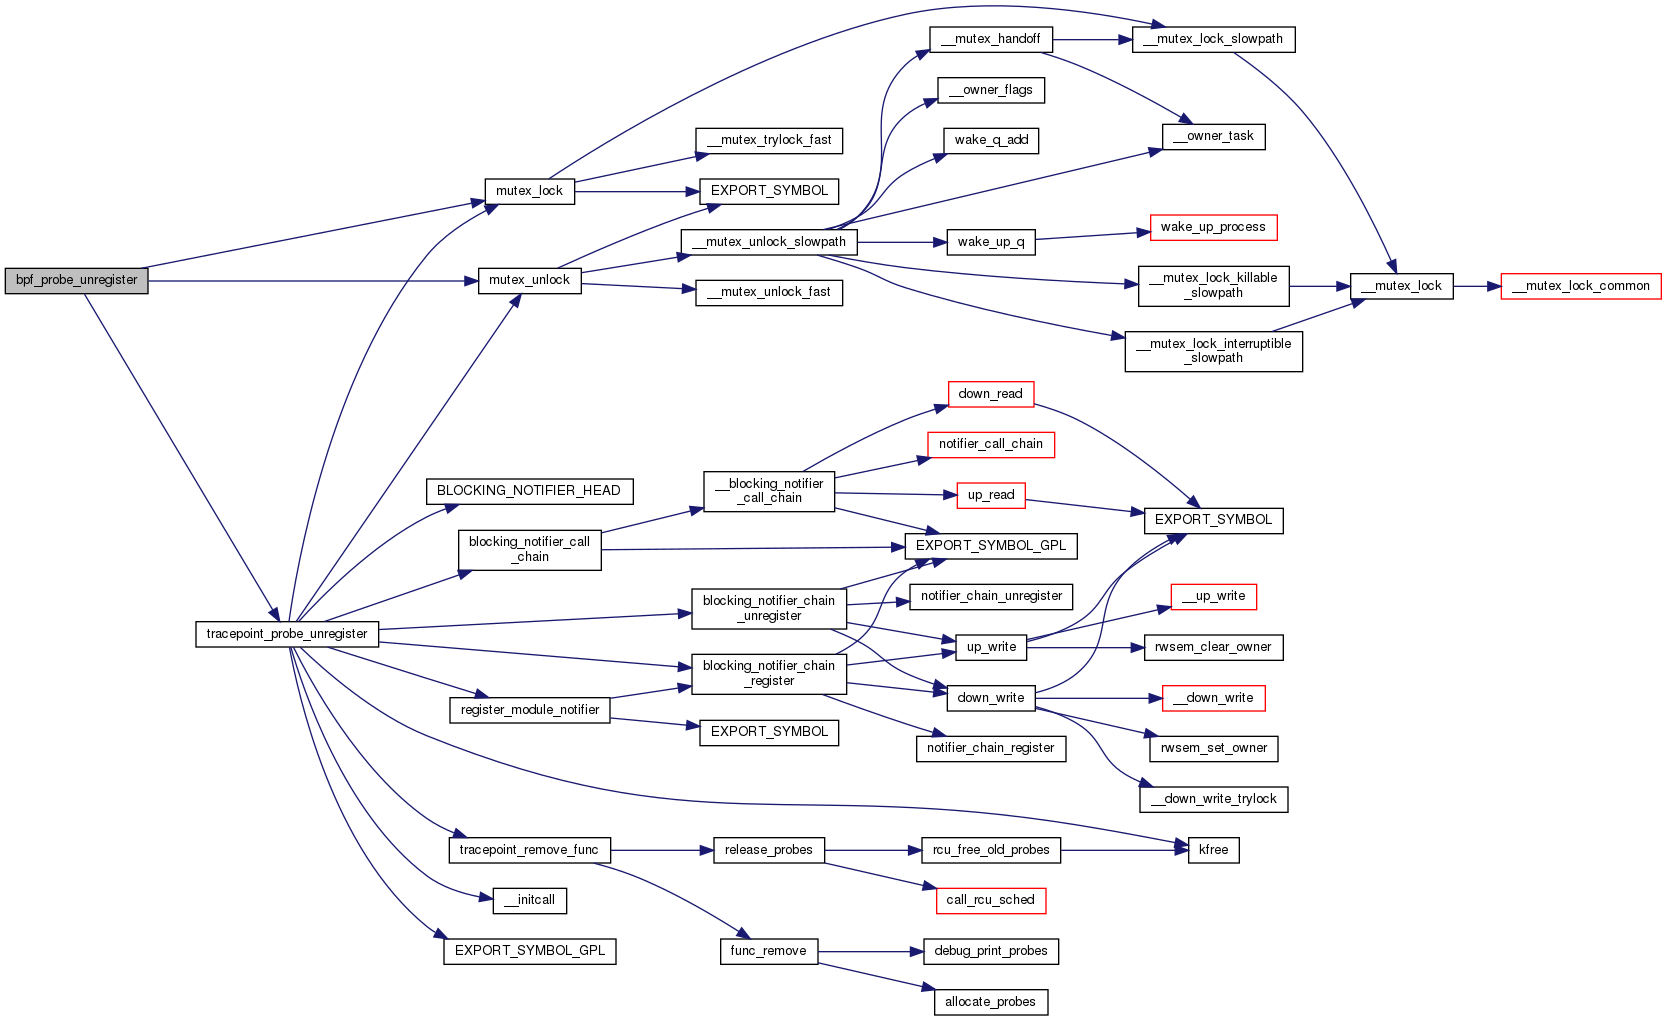 __mutex_handoff
__mutex_lock_slowpath
__owner_flags
__mutex_trylock_fast
wake_q_add
__owner_task
mutex_lock
EXPORT_SYMBOL
__mutex_unlock_slowpath
wake_up_q
wake_up_process
bpf_probe_unregister
mutex_unlock
__mutex_unlock_fast
__mutex_lock_killable
_slowpath
__mutex_lock
__mutex_lock_common
__mutex_lock_interruptible
_slowpath
down_read
notifier_call_chain
BLOCKING_NOTIFIER_HEAD
__blocking_notifier
_call_chain
up_read
EXPORT_SYMBOL
blocking_notifier_call
_chain
EXPORT_SYMBOL_GPL
blocking_notifier_chain
_unregister
notifier_chain_unregister
__up_write
tracepoint_probe_unregister
up_write
rwsem_clear_owner
blocking_notifier_chain
_register
down_write
__down_write
register_module_notifier
EXPORT_SYMBOL
notifier_chain_register
rwsem_set_owner
__down_write_trylock
tracepoint_remove_func
release_probes
rcu_free_old_probes
kfree
__initcall
call_rcu_sched
EXPORT_SYMBOL_GPL
func_remove
debug_print_probes
allocate_probes